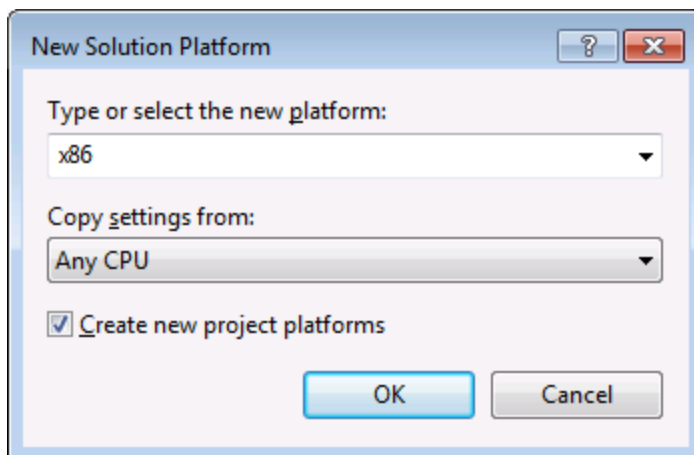 New Solution Platform
?
Type or select the new platform:
x86
Copy settings from:
Any CPU
Create new project platforms
OK
Cancel